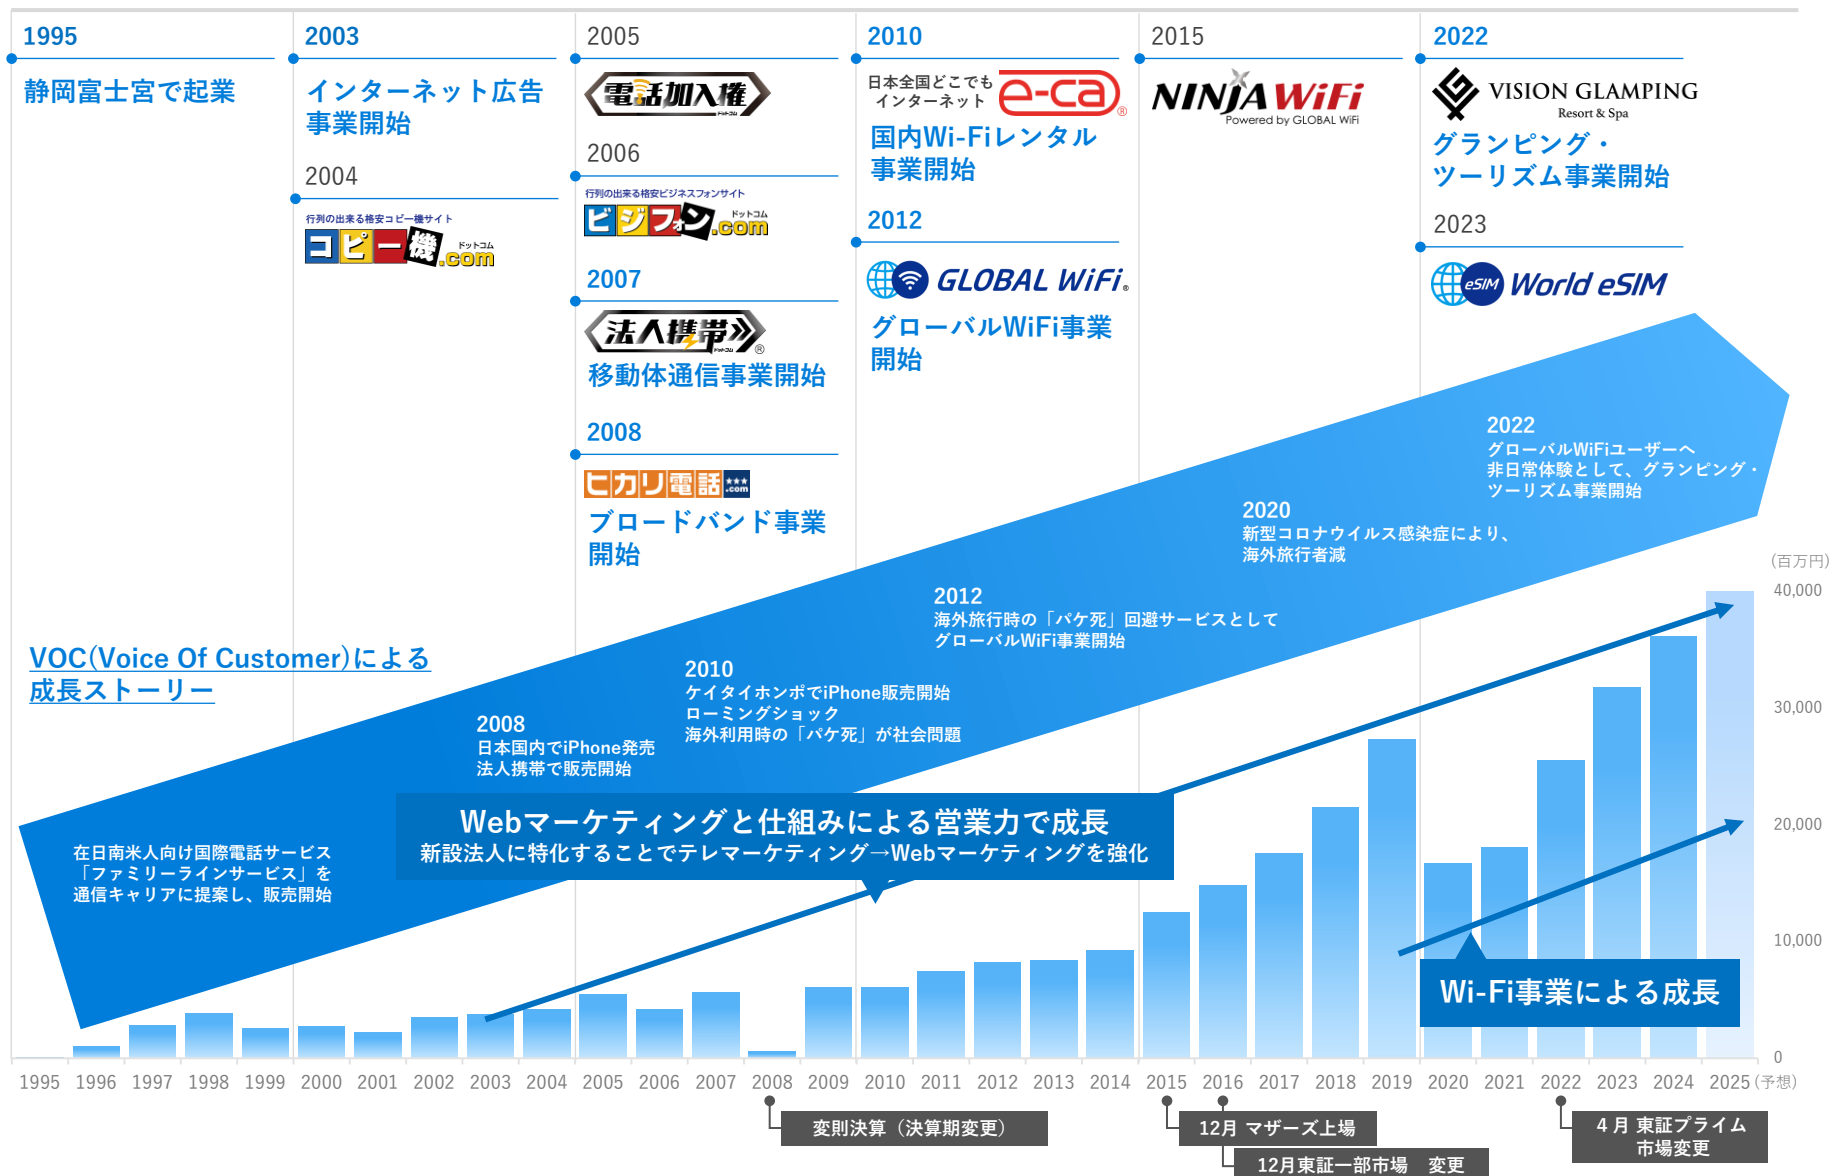 1995
静岡富士宮で起業
2003
インターネット広告
事業開始
2004
行列の出来る格安コピー機サイト
コピー機.com
ドットコム
2005
電話加入権
ドットコム
2006
行列の出来る格安ビジネスフォンサイト
ビジフォン.com
ドットコム
2007
法人携帯
ドットコム
®
移動体通信事業開始
2008
ヒカリ電話.com
ブロードバンド事業
開始
2010
日本全国どこでも
インターネット
e-ca®
国内Wi-Fiレンタル
事業開始
2012
GLOBAL WiFi®
グローバルWiFi事業
開始
2015
NINJA WiFi
Powered by GLOBAL WiFi
2022
VISION GLAMPING
Resort & Spa
グランピング・
ツーリズム事業開始
2023
eSIM World eSIM
VOC(Voice Of Customer)による
成長ストーリー
在日南米人向け国際電話サービス
「ファミリーラインサービス」を
通信キャリアに提案し、販売開始
2008
日本国内でiPhone発売
法人携帯で販売開始
2010
ケイタイホンポでiPhone販売開始
ローミングショック
海外利用時の「パケ死」が社会問題
2012
海外旅行時の「パケ死」回避サービスとして
グローバルWiFi事業開始
2020
新型コロナウイルス感染症により、
海外旅行者減
2022
グローバルWiFiユーザーへ
非日常体験として、グランピング・
ツーリズム事業開始
Webマーケティングと仕組みによる営業力で成長
新設法人に特化することでテレマーケティング→Webマーケティングを強化
Wi-Fi事業による成長
(百万円)
40,000
30,000
20,000
10,000
0
1995 1996 1997 1998 1999 2000 2001 2002 2003 2004 2005 2006 2007 2008 2009 2010 2011 2012 2013 2014 2015 2016 2017 2018 2019 2020 2021 2022 2023 2024 2025 (予想)
変則決算（決算期変更）
12月 マザーズ上場
12月東証一部市場　変更
4 月 東証プライム
市場変更